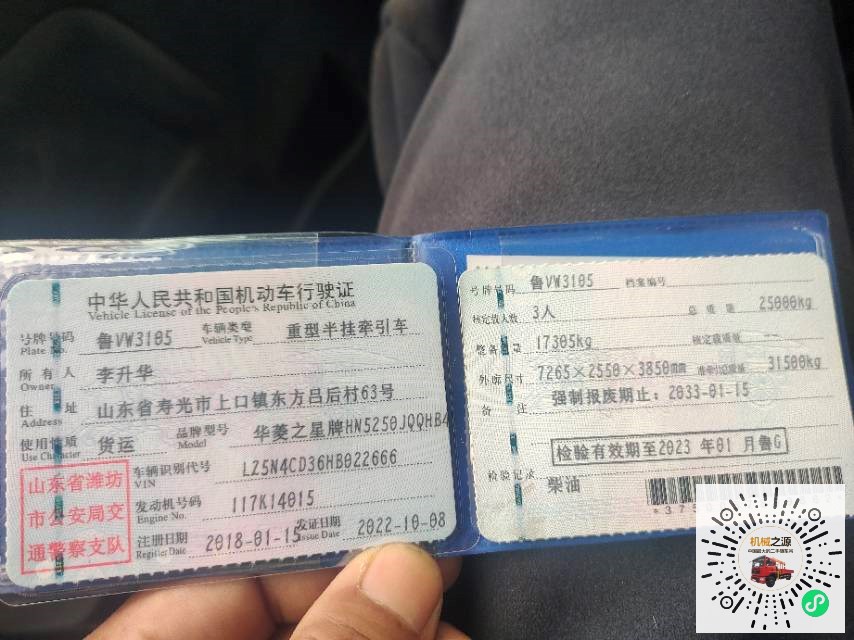 中华人民共和国机动车行驶证
Vehicle License of the People's Republic of China
号牌号码 鲁VW3105 车辆类型 重型半挂牵引车
Plate No. Vehicle Type
所有人 李升华
Owner
住址 山东省寿光市上口镇东方吕后村63号
Address
使用性质 货运 品牌型号 华菱之星牌HN5250JQQHB4
Use Character Model
山东省潍坊
市公安局交
通警察支队
车辆识别代号 LZ5N4CD36HB022666
VIN
发动机号码 117K14015
Engine No.
注册日期 2018-01-15 发证日期 2022-10-08
Register Date Issue Date
号牌号码 鲁VW3105 档案编号
核定载人数 3人 总质量 25000kg
整备质量 17305kg 核定载质量
外廓尺寸 7265×2550×3850mm 准牵引总质量 31500kg
备注 强制报废期止：2033-01-15
检验有效期至2023年01月鲁G
检验记录
柴油
机械之源